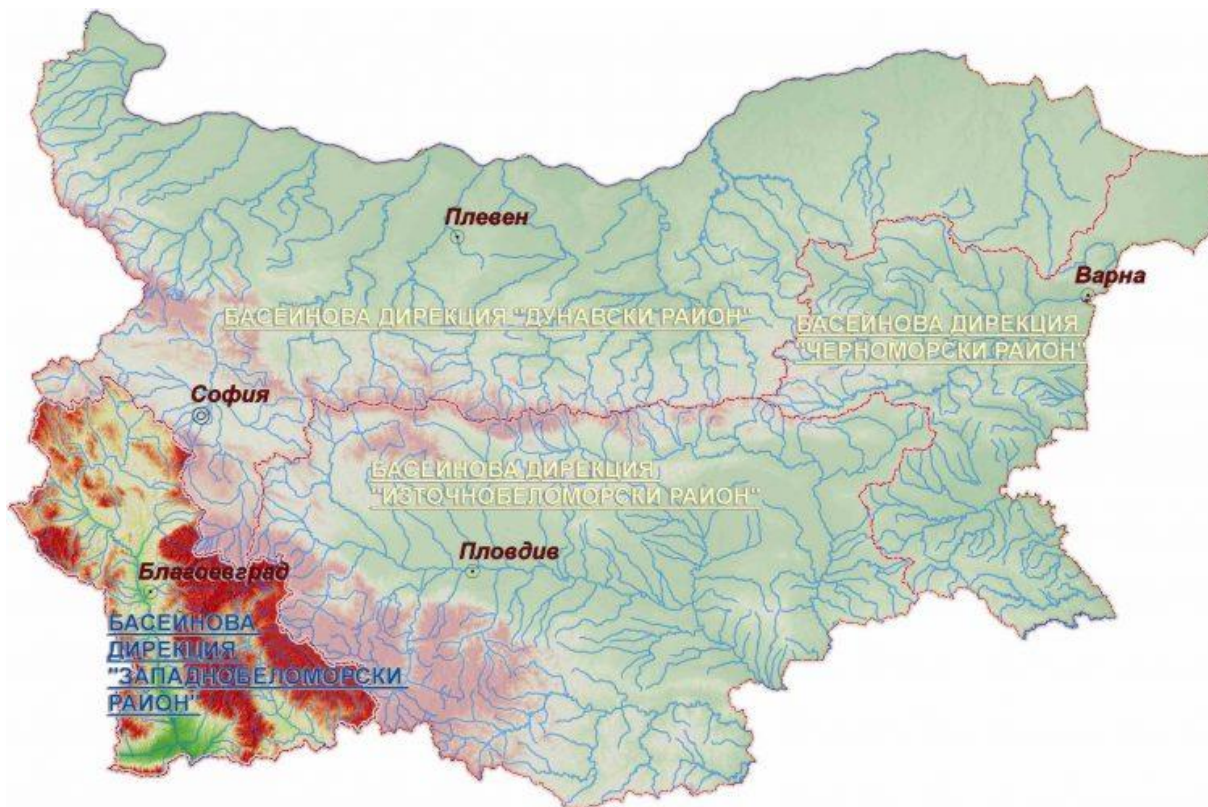 Плевен
Варна
БАСЕЙНОВА ДИРЕКЦИЯ "ДУНАВСКИ РАЙОН"
БАСЕЙНОВА ДИРЕКЦИЯ
"ЧЕРНОМОРСКИ РАЙОН"
София
БАСЕЙНОВА ДИРЕКЦИЯ
"ИЗТОЧНОБЕЛОМОРСКИ РАЙОН"
Пловдив
Благоевград
БАСЕЙНОВА
ДИРЕКЦИЯ
"ЗАПАДНОБЕЛОМОРСКИ
РАЙОН"